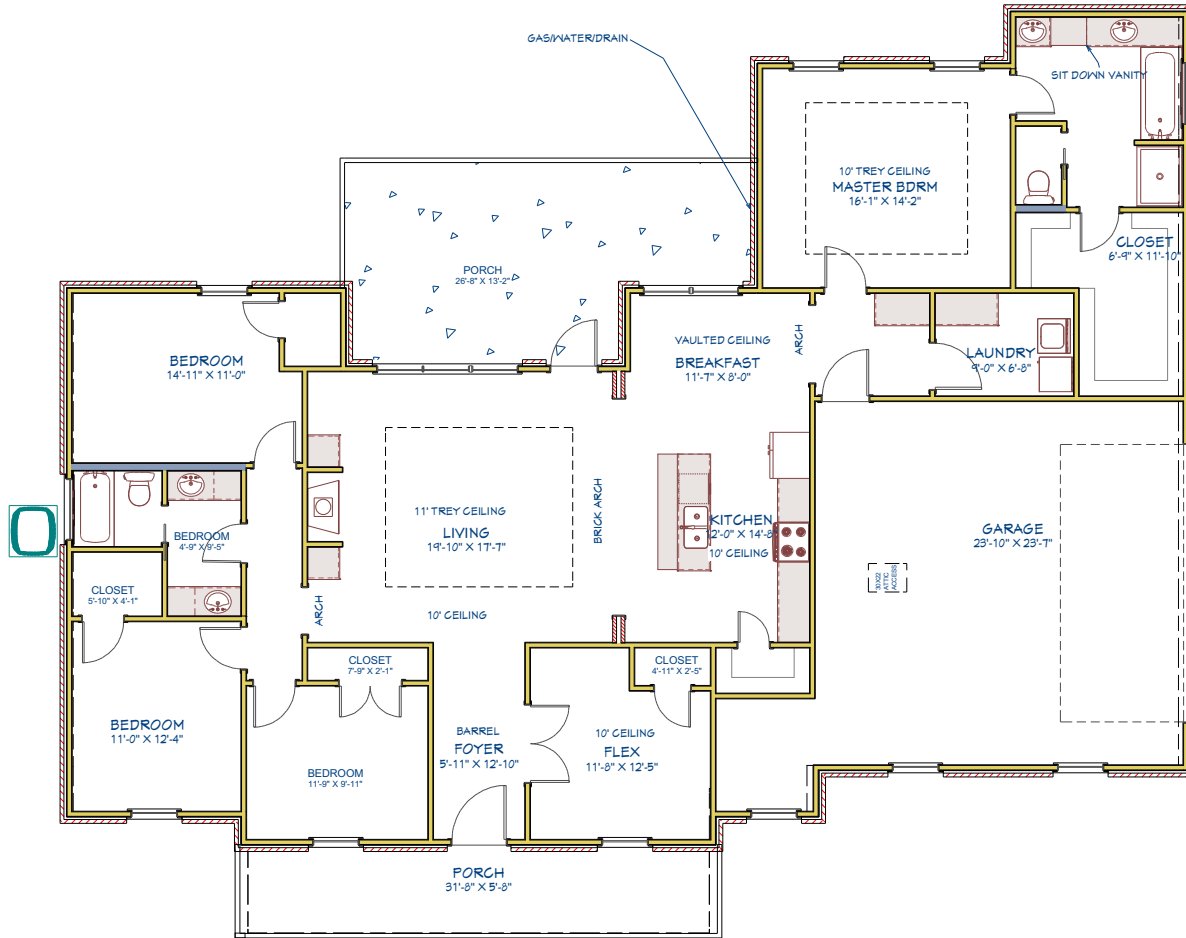 GAS/WATER/DRAIN
SIT DOWN VANITY
10' TREY CEILING
MASTER BDRM
16'-1" X 14'-2"
CLOSET
6'-9" X 11'-10"
PORCH
26'-8" X 13'-2"
VAULTED CEILING
BREAKFAST
11'-7" X 8'-0"
ARCH
LAUNDRY
9'-0" X 6'-8"
BEDROOM
14'-11" X 11'-0"
11' TREY CEILING
LIVING
19'-10" X 17'-7"
10' CEILING
BRICK ARCH
KITCHEN
12'-0" X 14'-8"
10' CEILING
GARAGE
23'-10" X 23'-7"
30X22
ATTIC
ACCESS
BEDROOM
4'-9" X 9'-5"
CLOSET
5'-10" X 4'-1"
ARCH
CLOSET
7'-9" X 2'-1"
CLOSET
4'-11" X 2'-5"
BEDROOM
11'-0" X 12'-4"
BEDROOM
11'-9" X 9'-11"
BARREL
FOYER
5'-11" X 12'-10"
10' CEILING
FLEX
11'-8" X 12'-5"
PORCH
31'-8" X 5'-8"